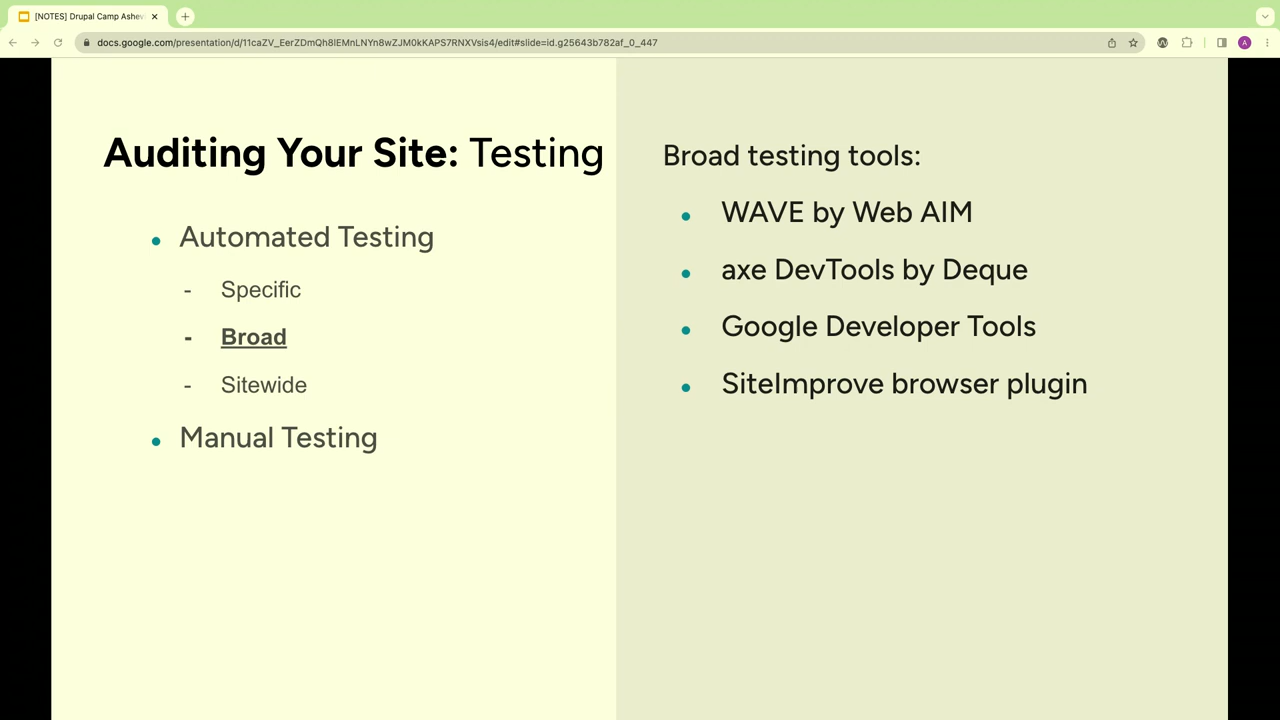 [NOTES] Drupal Camp Ashev
docs.google.com/presentation/d/11caZV_EerZDmQh8lEMnLNYn8wZJM0kKAPS7RNXVsis4/edit#slide=id.g25643b782af_0_447
A
Auditing Your Site: Testing
Automated Testing
- Specific
- Broad
- Sitewide
Manual Testing
Broad testing tools:
WAVE by Web AIM
axe DevTools by Deque
Google Developer Tools
SiteImprove browser plugin